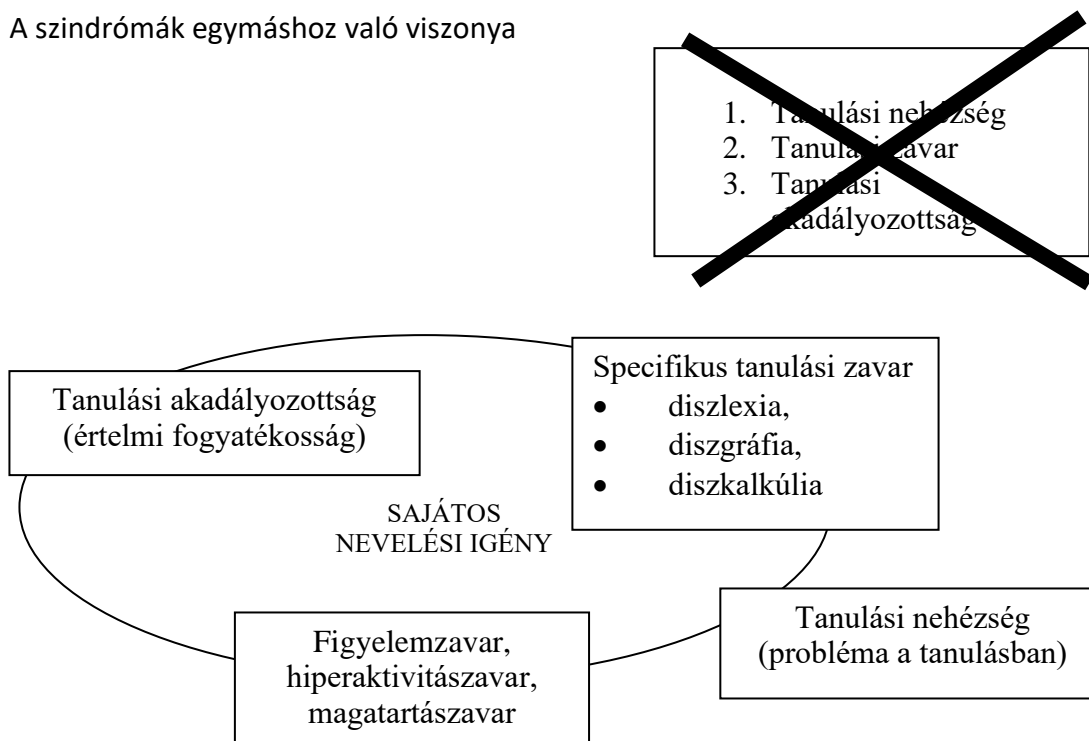 A szindrómák egymáshoz való viszonya
1. Tanulási nehézség
2. Tanulási zavar
3. Tanulási
akadályozottság
Specifikus tanulási zavar
• diszlexia,
• diszgráfia,
• diszkalkúlia
Tanulási akadályozottság
(értelmi fogyatékosság)
SAJÁTOS
NEVELÉSI IGÉNY
Tanulási nehézség
(probléma a tanulásban)
Figyelemzavar,
hiperaktivitászavar,
magatartászavar